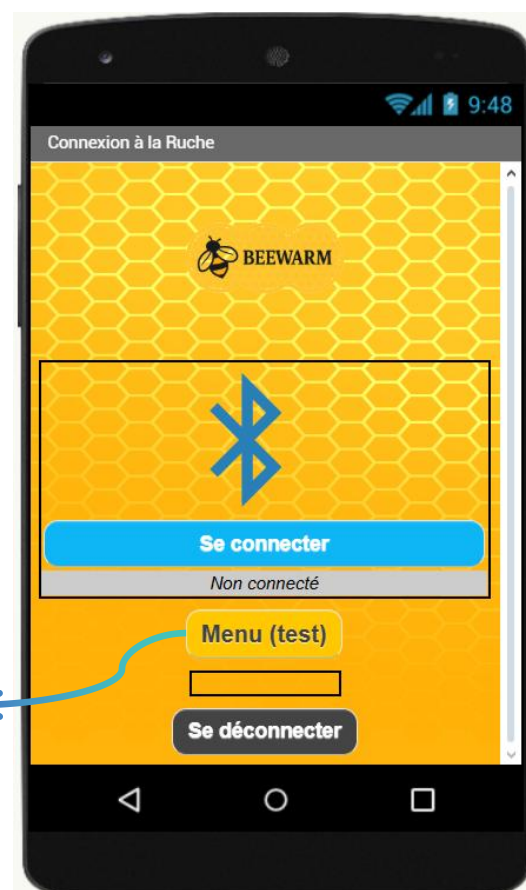 9:48
Connexion à la Ruche
BEEWARM
Se connecter
Non connecté
Menu (test)
Se déconnecter